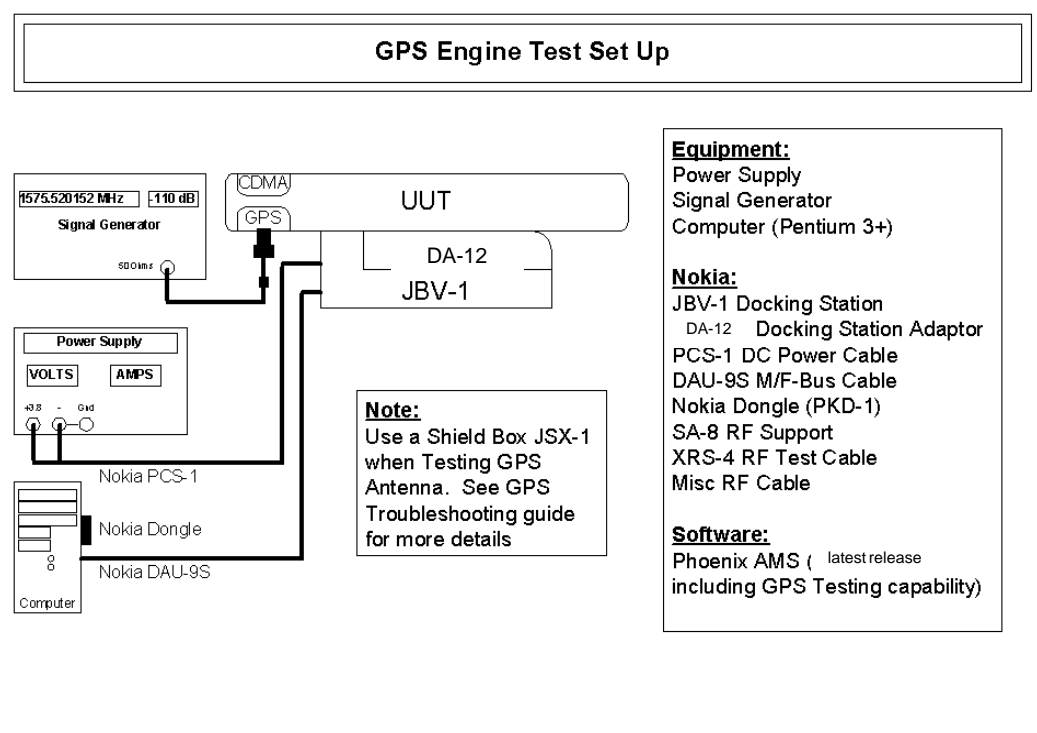 GPS Engine Test Set Up
1575.520152 MHz
-110 dB
Signal Generator
50 Ohms
CDMA
GPS
UUT
DA-12
JBV-1
Power Supply
VOLTS
AMPS
+3.8
-
Gnd
Nokia PCS-1
Nokia Dongle
Nokia DAU-9S
Computer
Note:
Use a Shield Box JSX-1
when Testing GPS
Antenna. See GPS
Troubleshooting guide
for more details
Equipment:
Power Supply
Signal Generator
Computer (Pentium 3+)
Nokia:
JBV-1 Docking Station
DA-12 Docking Station Adaptor
PCS-1 DC Power Cable
DAU-9S M/F-Bus Cable
Nokia Dongle (PKD-1)
SA-8 RF Support
XRS-4 RF Test Cable
Misc RF Cable
Software:
Phoenix AMS ( latest release
including GPS Testing capability)